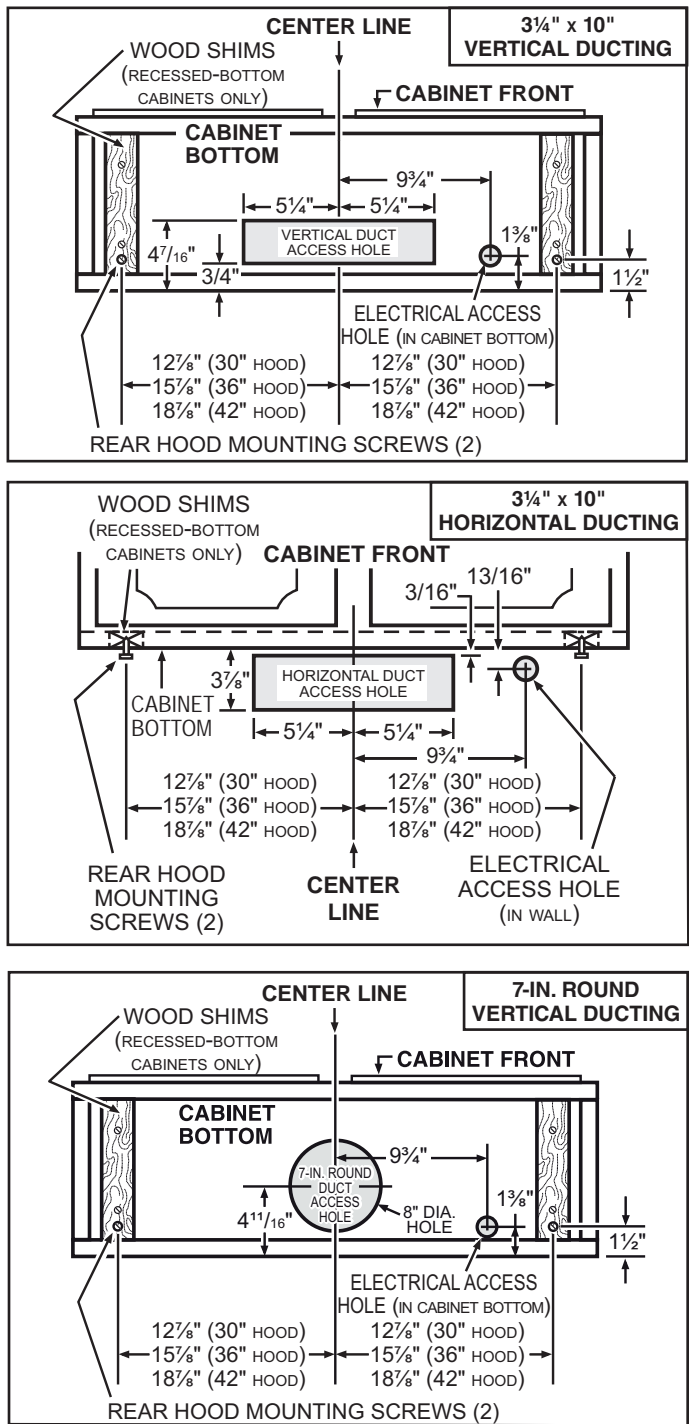 CENTER LINE
3¼" x 10"
VERTICAL DUCTING
WOOD SHIMS
(RECESSED-BOTTOM
CABINETS ONLY)
CABINET FRONT
CABINET
BOTTOM
9¾"
5¼" 5¼"
1⅜"
VERTICAL DUCT
ACCESS HOLE
4⁷/₁₆"
3/4"
1½"
ELECTRICAL ACCESS
HOLE (IN CABINET BOTTOM)
12⅞" (30" HOOD) 12⅞" (30" HOOD)
15⅞" (36" HOOD) 15⅞" (36" HOOD)
18⅞" (42" HOOD) 18⅞" (42" HOOD)
REAR HOOD MOUNTING SCREWS (2)
3¼" x 10"
HORIZONTAL DUCTING
WOOD SHIMS
(RECESSED-BOTTOM
CABINETS ONLY)
CABINET FRONT
13/16"
3/16"
3⅞"
HORIZONTAL DUCT
ACCESS HOLE
CABINET
BOTTOM
5¼" 5¼"
9¾"
12⅞" (30" HOOD) 12⅞" (30" HOOD)
15⅞" (36" HOOD) 15⅞" (36" HOOD)
18⅞" (42" HOOD) 18⅞" (42" HOOD)
REAR HOOD
MOUNTING
SCREWS (2)
CENTER
LINE
ELECTRICAL
ACCESS HOLE
(IN WALL)
CENTER LINE
7-IN. ROUND
VERTICAL DUCTING
WOOD SHIMS
(RECESSED-BOTTOM
CABINETS ONLY)
CABINET FRONT
CABINET
BOTTOM
9¾"
7-IN. ROUND
DUCT
ACCESS
HOLE
8" DIA.
HOLE
1⅜"
4¹¹/₁₆"
1½"
ELECTRICAL ACCESS
HOLE (IN CABINET BOTTOM)
12⅞" (30" HOOD) 12⅞" (30" HOOD)
15⅞" (36" HOOD) 15⅞" (36" HOOD)
18⅞" (42" HOOD) 18⅞" (42" HOOD)
REAR HOOD MOUNTING SCREWS (2)